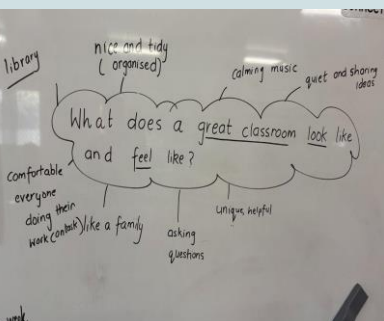 library
nice and tidy
( organised)
calming music
quiet and sharing
ideas
What does a great classroom look like
and feel like?
comfortable
everyone
doing their
work (on task)
like a family
asking
questions
unique, helpful
week.